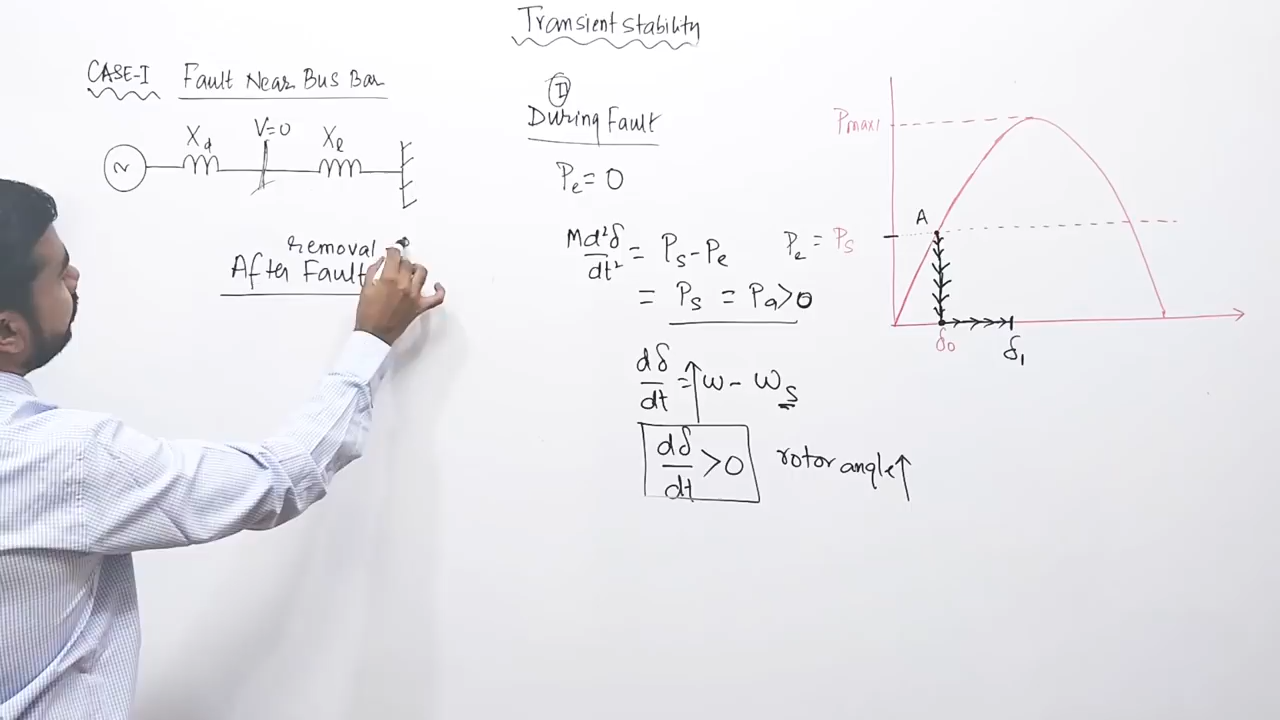 Transient stability
CASE-I Fault Near Bus Bar
V=0
Xd
Xe
~
removal
After Fault
I
During Fault
Pe = 0
Md²δ/dt² = Ps - Pe
= Ps = Pa>0
Pe = Ps
dδ/dt = ↑ω - ωs
dδ/dt >0
rotor angle↑
Pmax1
A
δ0
δ1